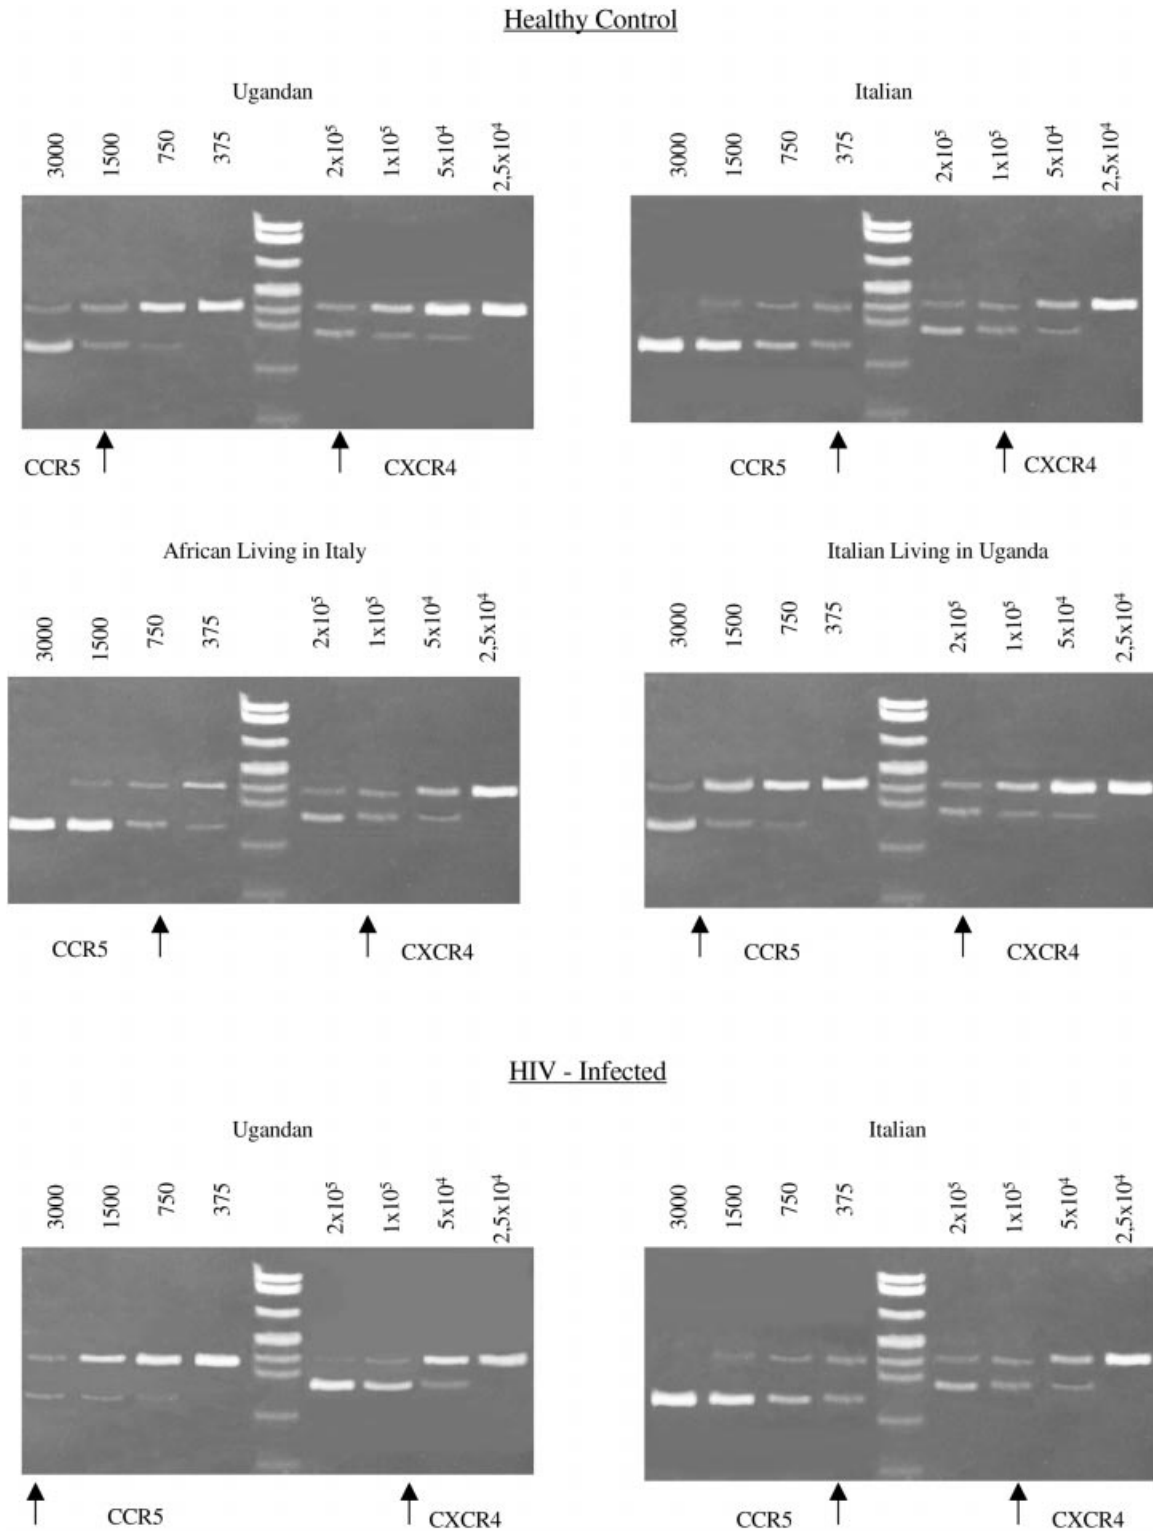 Healthy Control
Ugandan
3000 1500 750 375 2x10⁵ 1x10⁵ 5x10⁴ 2,5x10⁴
CCR5 CXCR4
Italian
3000 1500 750 375 2x10⁵ 1x10⁵ 5x10⁴ 2,5x10⁴
CCR5 CXCR4
African Living in Italy
3000 1500 750 375 2x10⁵ 1x10⁵ 5x10⁴ 2,5x10⁴
CCR5 CXCR4
Italian Living in Uganda
3000 1500 750 375 2x10⁵ 1x10⁵ 5x10⁴ 2,5x10⁴
CCR5 CXCR4
HIV - Infected
Ugandan
3000 1500 750 375 2x10⁵ 1x10⁵ 5x10⁴ 2,5x10⁴
CCR5 CXCR4
Italian
3000 1500 750 375 2x10⁵ 1x10⁵ 5x10⁴ 2,5x10⁴
CCR5 CXCR4